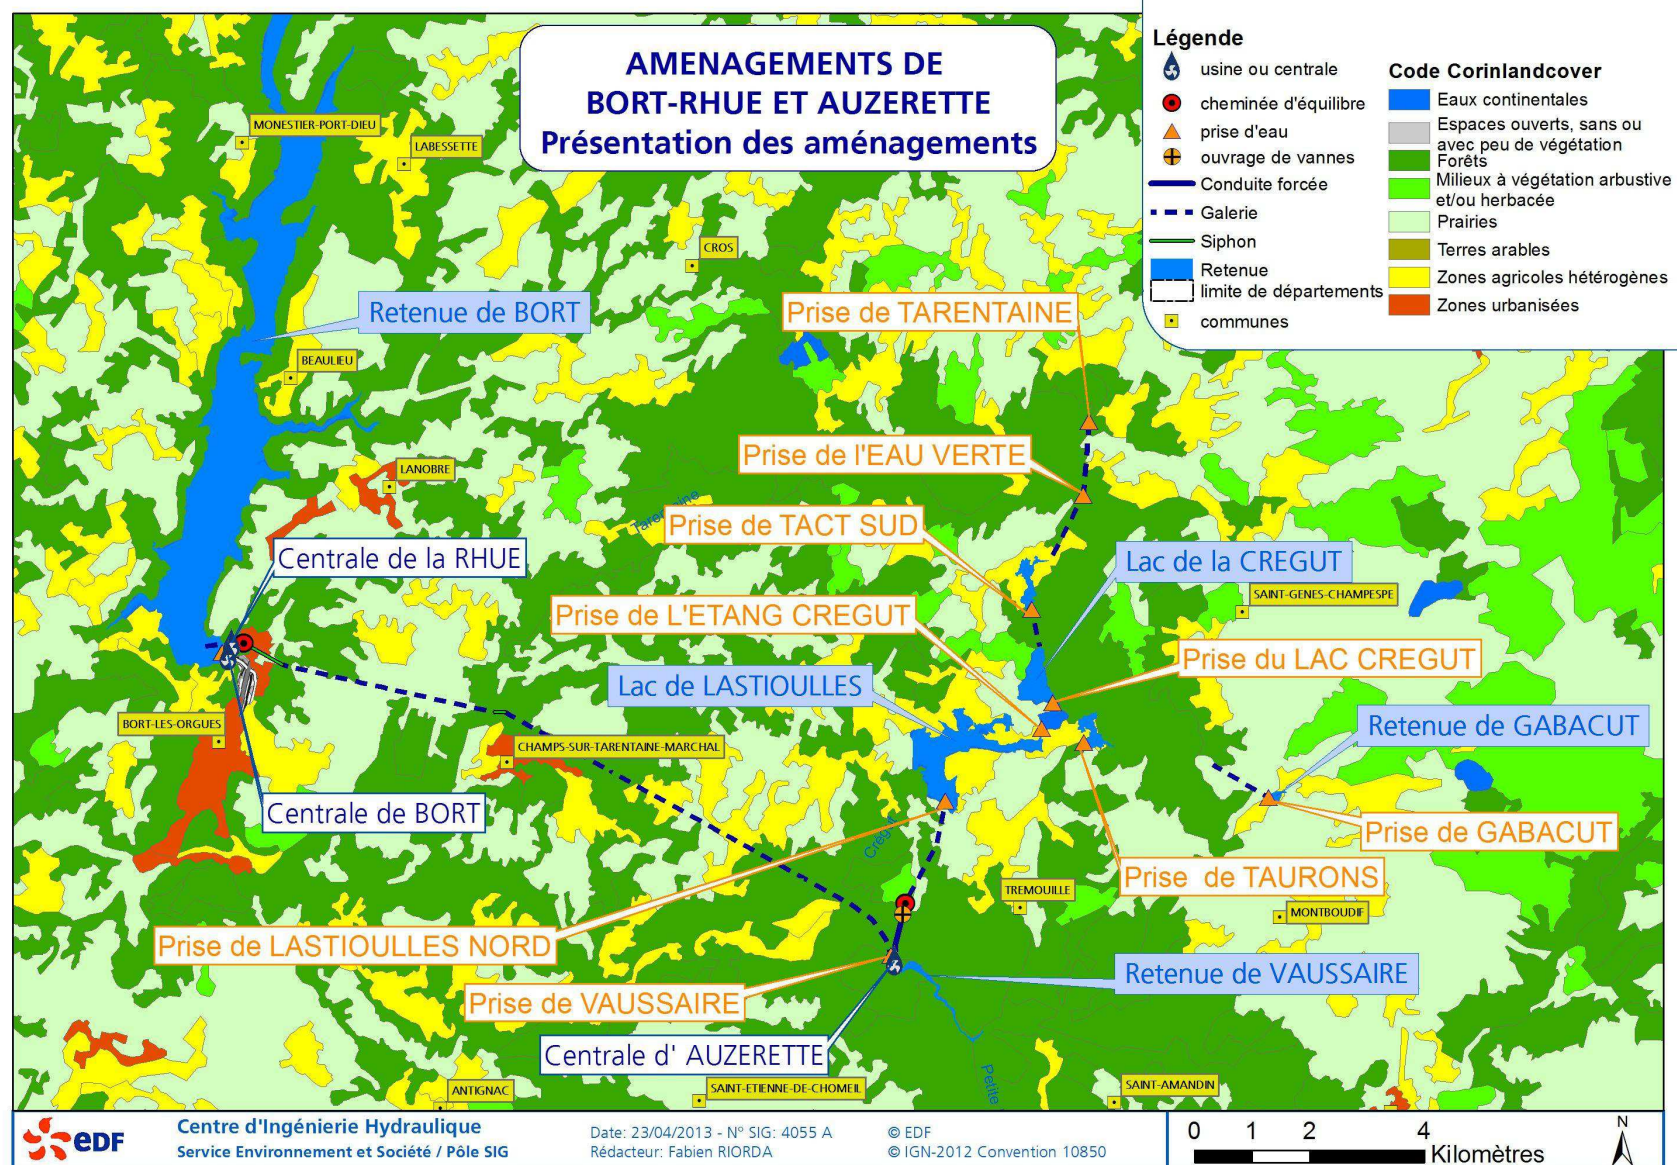 AMENAGEMENTS DE
BORT-RHUE ET AUZERETTE
Présentation des aménagements
Légende
usine ou centrale
cheminée d'équilibre
prise d'eau
ouvrage de vannes
Conduite forcée
Galerie
Siphon
Retenue
limite de départements
communes
Code Corinlandcover
Eaux continentales
Espaces ouverts, sans ou
avec peu de végétation
Forêts
Milieux à végétation arbustive
et/ou herbacée
Prairies
Terres arables
Zones agricoles hétérogènes
Zones urbanisées
MONESTIER-PORT-DIEU
LABESSETTE
CROS
Retenue de BORT
Prise de TARENTAINE
BEAULIEU
Prise de l'EAU VERTE
LANOBRE
Tarentaine
Prise de TACT SUD
Centrale de la RHUE
Lac de la CREGUT
SAINT-GENES-CHAMPESPE
Prise de L'ETANG CREGUT
Prise du LAC CREGUT
Lac de LASTIOULLES
BORT-LES-ORGUES
Retenue de GABACUT
CHAMPS-SUR-TARENTAINE-MARCHAL
Centrale de BORT
Crégut
Prise de GABACUT
Prise de TAURONS
TREMOUILLE
MONTBOUDIF
Prise de LASTIOULLES NORD
Retenue de VAUSSAIRE
Prise de VAUSSAIRE
Centrale d' AUZERETTE
Petite
ANTIGNAC
SAINT-ETIENNE-DE-CHOMEIL
SAINT-AMANDIN
eDF
Centre d'Ingénierie Hydraulique
Service Environnement et Société / Pôle SIG
Date: 23/04/2013 - N° SIG: 4055 A
Rédacteur: Fabien RIORDA
© EDF
© IGN-2012 Convention 10850
0 1 2 4
Kilomètres
N